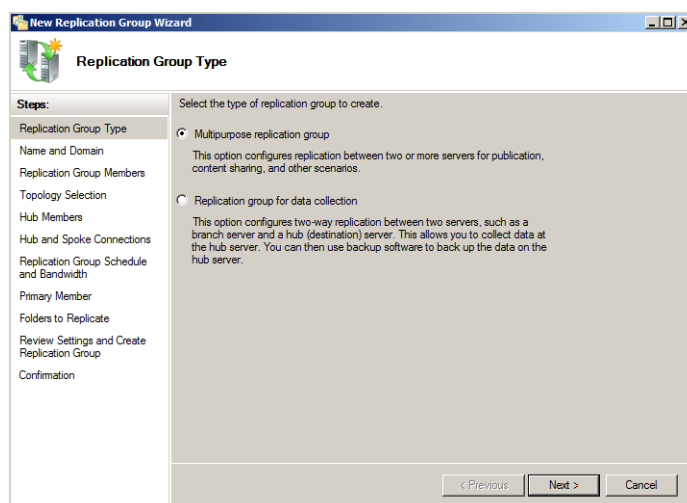 New Replication Group Wizard
Replication Group Type
Steps:
Replication Group Type
Name and Domain
Replication Group Members
Topology Selection
Hub Members
Hub and Spoke Connections
Replication Group Schedule
and Bandwidth
Primary Member
Folders to Replicate
Review Settings and Create
Replication Group
Confirmation
Select the type of replication group to create.
Multipurpose replication group
This option configures replication between two or more servers for publication,
content sharing, and other scenarios.
Replication group for data collection
This option configures two-way replication between two servers, such as a
branch server and a hub (destination) server. This allows you to collect data at
the hub server. You can then use backup software to back up the data on the
hub server.
< Previous
Next >
Cancel